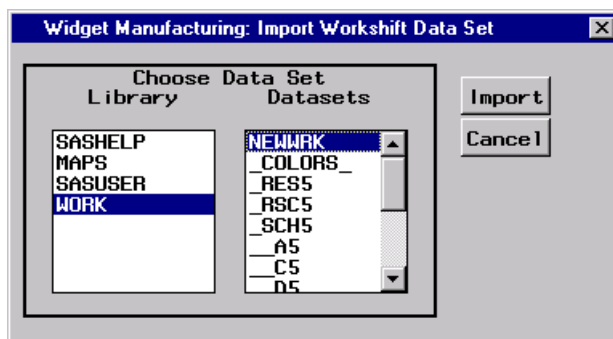 Widget Manufacturing: Import Workshift Data Set
Choose Data Set
Library Datasets
Import
Cancel
SASHELP
MAPS
SASUSER
WORK
NEWWRK
_COLORS_
_RES5
_RSC5
_SCH5
__A5
__C5
__D5